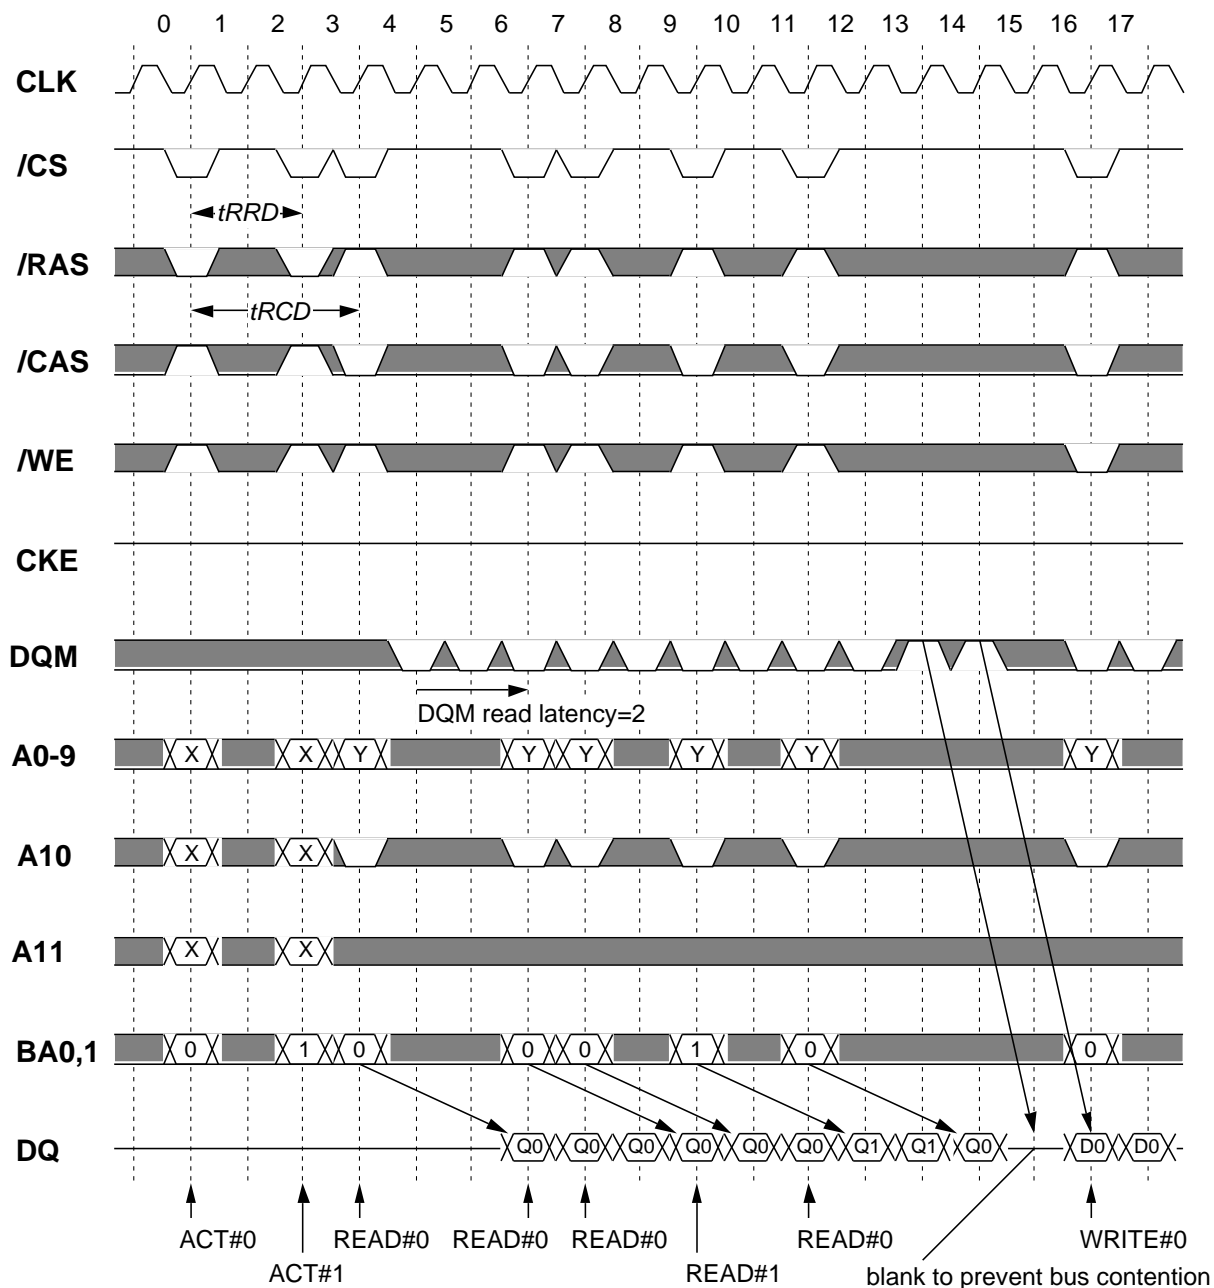 0 1 2 3 4 5 6 7 8 9 10 11 12 13 14 15 16 17
CLK
/CS
tRRD
/RAS
tRCD
/CAS
/WE
CKE
DQM
DQM read latency=2
A0-9 X X Y Y Y Y Y Y
A10 X X
A11 X X
BA0,1 0 1 0 0 0 1 0 0
DQ Q0 Q0 Q0 Q0 Q0 Q0 Q1 Q1 Q0 D0 D0
ACT#0 READ#0 READ#0 READ#0 READ#0 WRITE#0
ACT#1 READ#1 blank to prevent bus contention